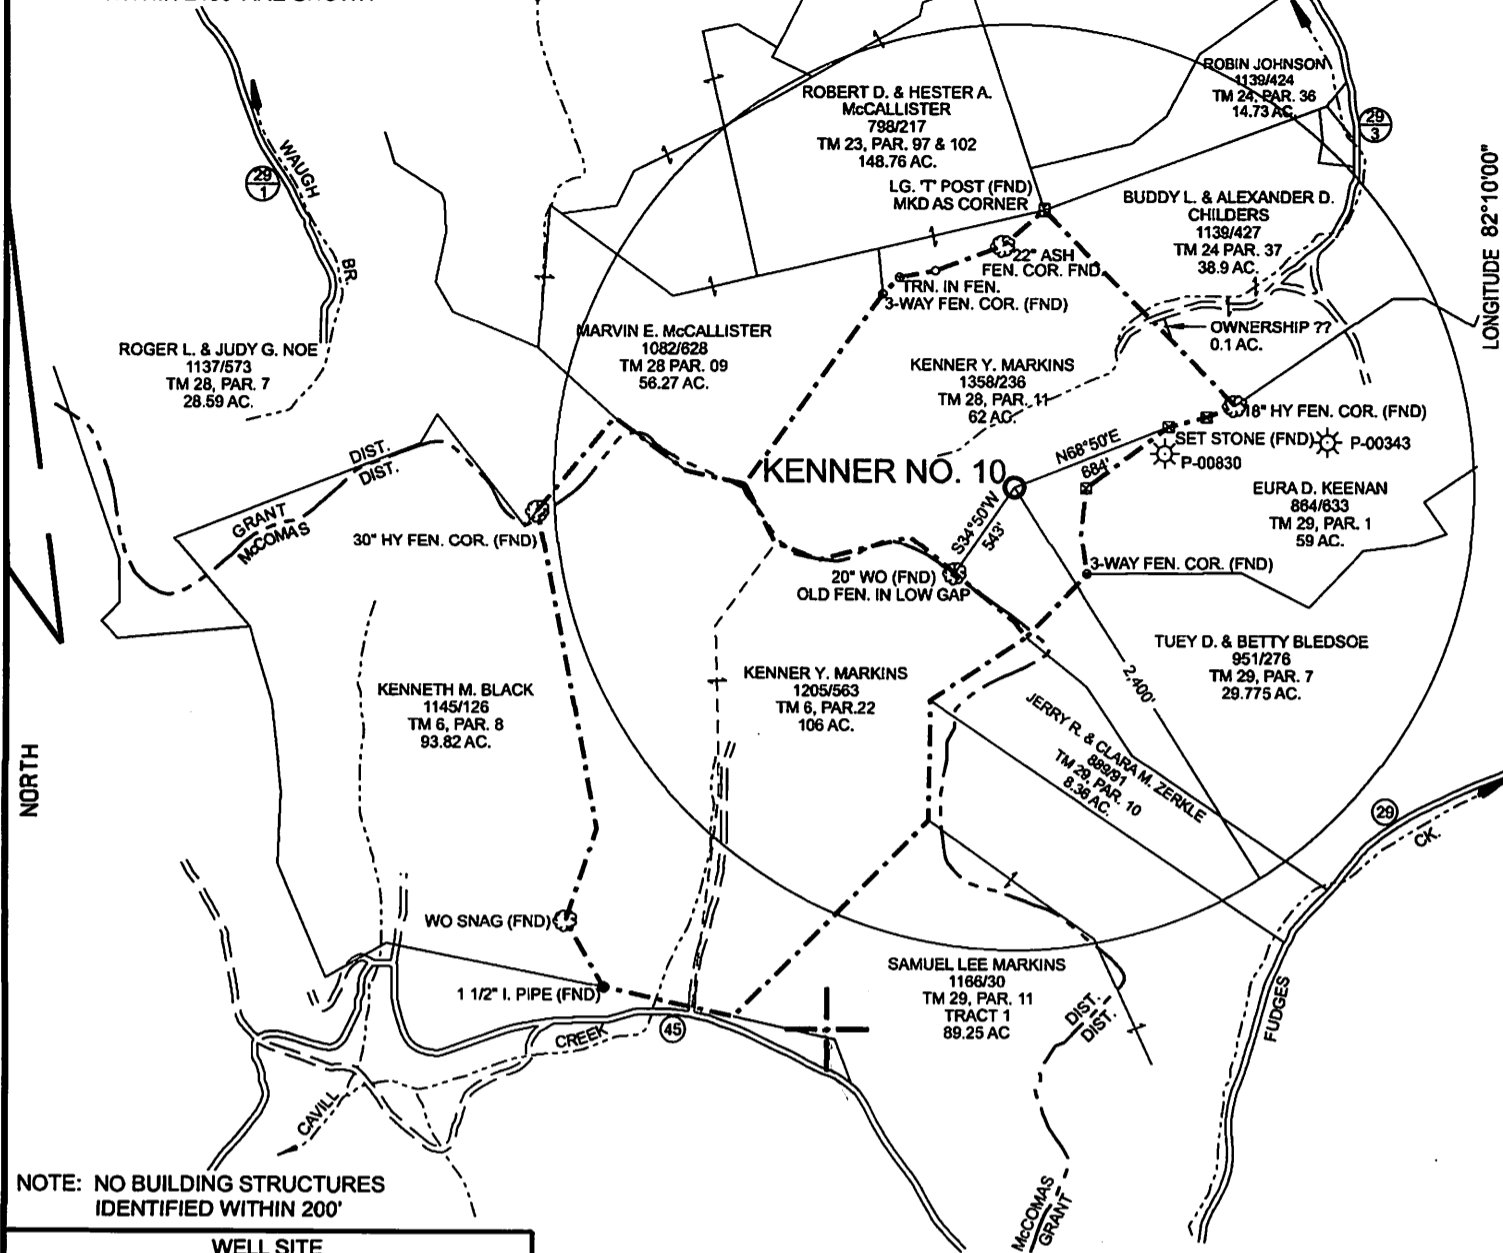 ROBIN JOHNSON
1139/424
TM 24, PAR. 36
14.73 AC.
ROBERT D. & HESTER A.
McCALLISTER
798/217
TM 23, PAR. 97 & 102
148.76 AC.
29
3
WAUGH
BR.
29
1
LG. 'T' POST (FND)
MKD AS CORNER
BUDDY L. & ALEXANDER D.
CHILDERS
1139/427
TM 24 PAR. 37
38.9 AC.
LONGITUDE 82°10'00"
22" ASH
FEN. COR. FND.
TRN. IN FEN.
3-WAY FEN. COR. (FND)
OWNERSHIP ??
0.1 AC.
MARVIN E. McCALLISTER
1082/628
TM 28 PAR. 09
56.27 AC.
ROGER L. & JUDY G. NOE
1137/573
TM 28, PAR. 7
28.59 AC.
KENNER Y. MARKINS
1358/236
TM 28, PAR. 11
62 AC.
18" HY FEN. COR. (FND)
SET STONE (FND)
P-00343
P-00830
N68°50'E
684'
KENNER NO. 10
S34°50'W
543'
DIST.
DIST.
GRANT
McCOMAS
30" HY FEN. COR. (FND)
EURA D. KEENAN
864/633
TM 29, PAR. 1
59 AC.
3-WAY FEN. COR. (FND)
20" WO (FND)
OLD FEN. IN LOW GAP
TUEY D. & BETTY BLEDSOE
951/276
TM 29, PAR. 7
29.775 AC.
2,400'
KENNETH M. BLACK
1145/126
TM 6, PAR. 8
93.82 AC.
KENNER Y. MARKINS
1205/563
TM 6, PAR.22
106 AC.
JERRY R. & CLARA M. ZERKLE
889/91
TM 29, PAR. 10
8.36 AC.
NORTH
29
CK.
FUDGES
WO SNAG (FND)
1 1/2" I. PIPE (FND)
SAMUEL LEE MARKINS
1166/30
TM 29, PAR. 11
TRACT 1
89.25 AC
DIST.
DIST.
45
CREEK
CAVILL
McCOMAS
GRANT
NOTE: NO BUILDING STRUCTURES
IDENTIFIED WITHIN 200'
WELL SITE